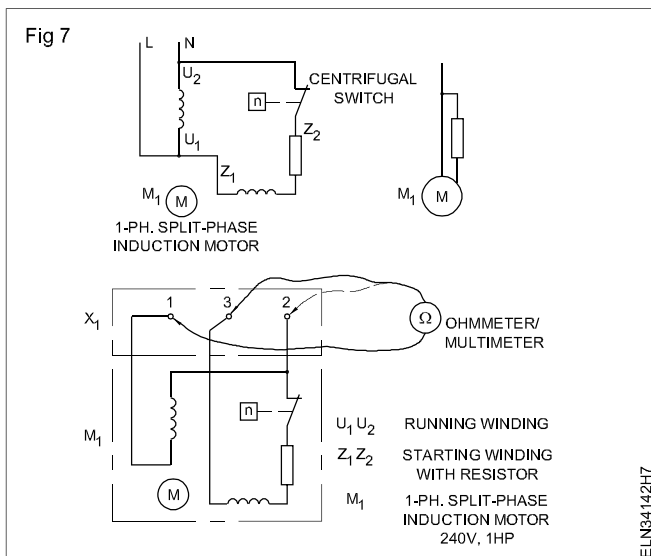 Fig 7
L N
U2
CENTRIFUGAL
SWITCH
n
Z2
U1
Z1
M1 M
M1 M
1-PH. SPLIT-PHASE
INDUCTION MOTOR
1 3 2
X1
Ω
OHMMETER/
MULTIMETER
n
M1
U1 U2 RUNNING WINDING
Z1 Z2 STARTING WINDING
WITH RESISTOR
M
M1 1-PH. SPLIT-PHASE
INDUCTION MOTOR
240V, 1HP
ELN34142H7